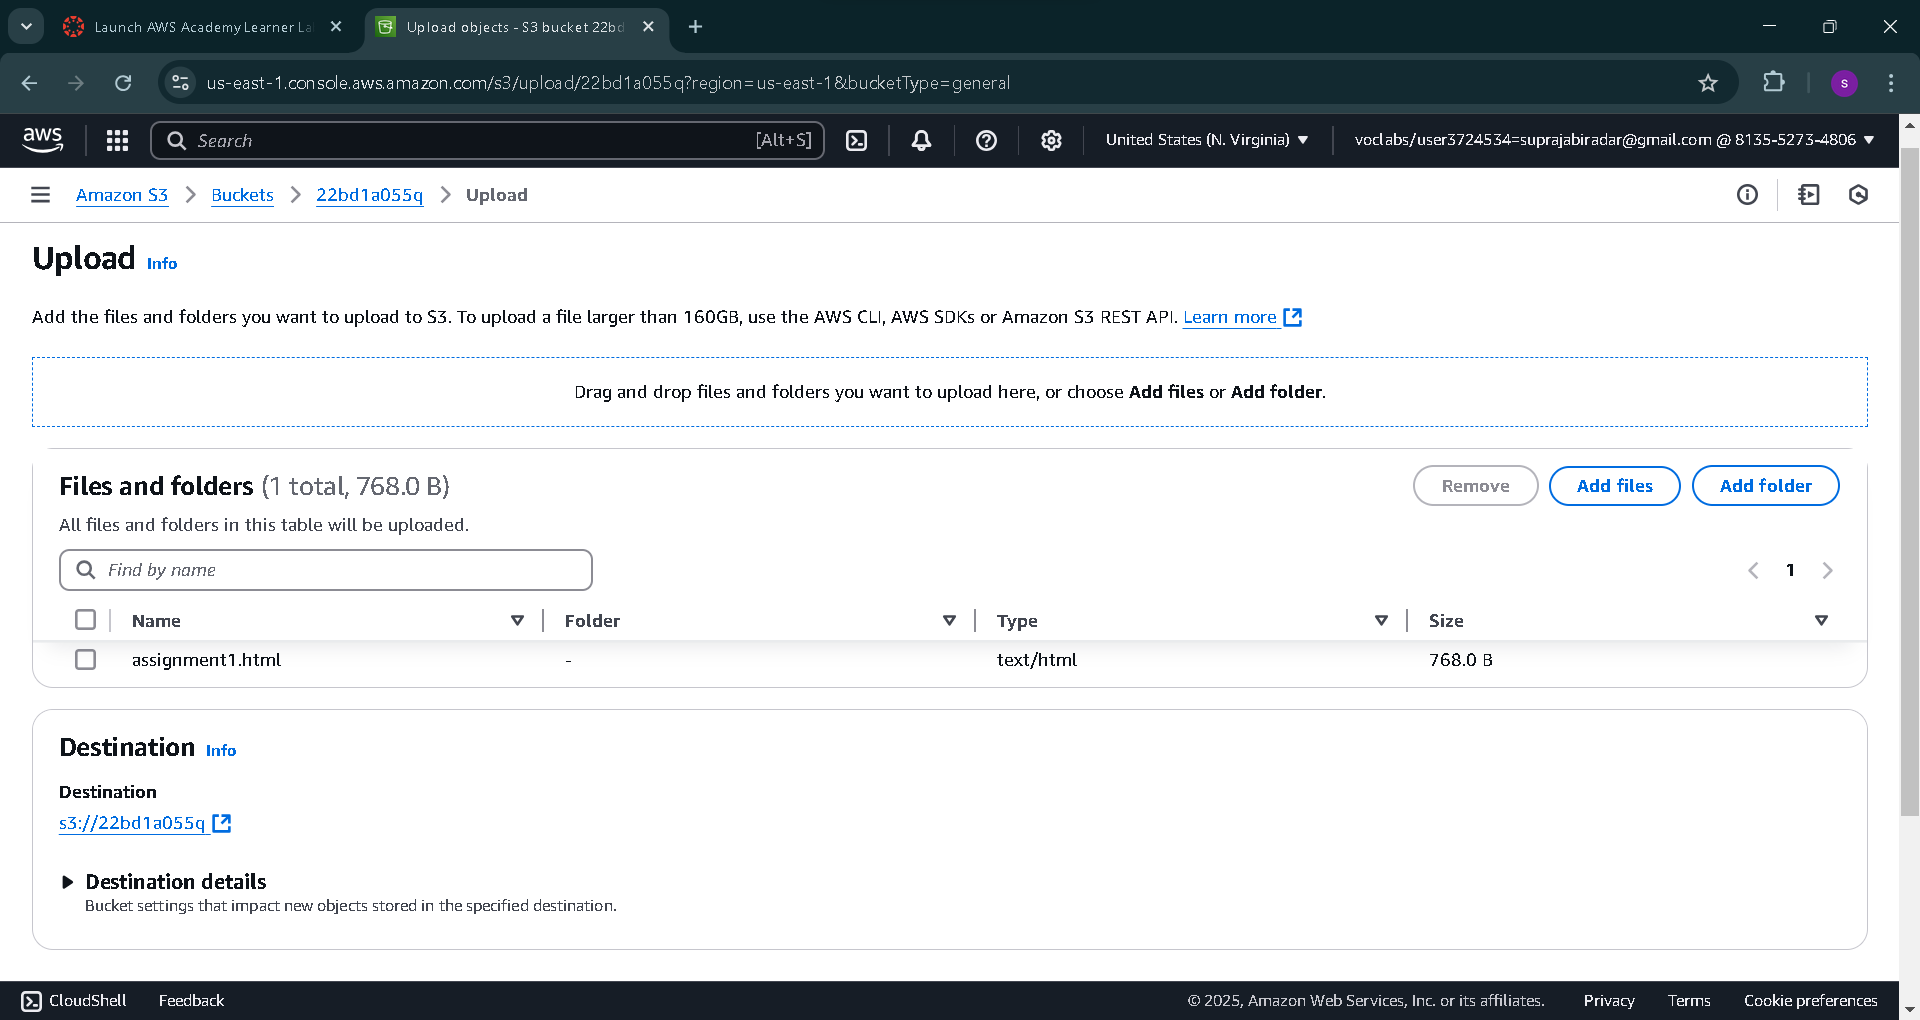 Launch AWS Academy Learner La
Upload objects - S3 bucket 22bd
us-east-1.console.aws.amazon.com/s3/upload/22bd1a055q?region=us-east-1&bucketType=general
s
aws
Search
[Alt+S]
United States (N. Virginia)
voclabs/user3724534=suprajabiradar@gmail.com @ 8135-5273-4806
Amazon S3
Buckets
22bd1a055q
Upload
Upload Info
Add the files and folders you want to upload to S3. To upload a file larger than 160GB, use the AWS CLI, AWS SDKs or Amazon S3 REST API. Learn more
Drag and drop files and folders you want to upload here, or choose Add files or Add folder.
Files and folders (1 total, 768.0 B)
Remove
Add files
Add folder
All files and folders in this table will be uploaded.
Find by name
1
Name
Folder
Type
Size
assignment1.html
-
text/html
768.0 B
Destination Info
Destination
s3://22bd1a055q
Destination details
Bucket settings that impact new objects stored in the specified destination.
CloudShell
Feedback
© 2025, Amazon Web Services, Inc. or its affiliates.
Privacy
Terms
Cookie preferences